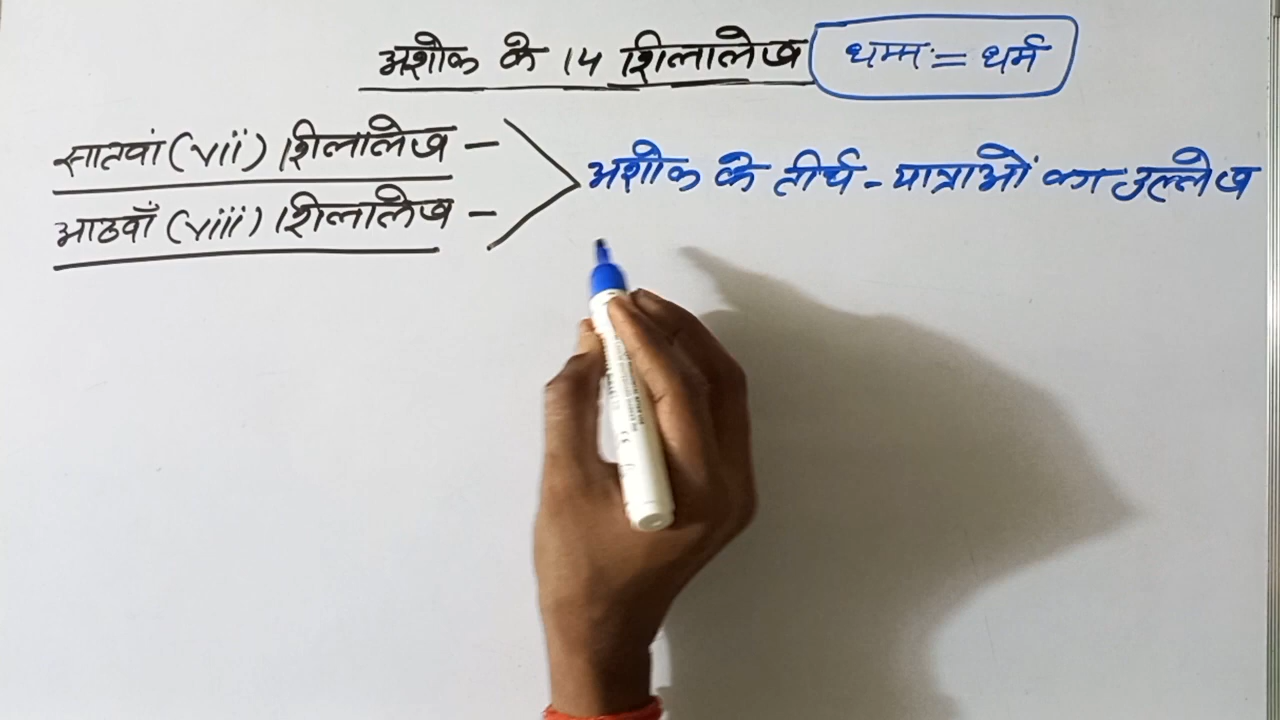 अशोक के 14 शिलालेख धम्म = धर्म
सातवां (vii) शिलालेख -
आठवाँ (viii) शिलालेख -
अशोक के तीर्थ - यात्राओं का उल्लेख